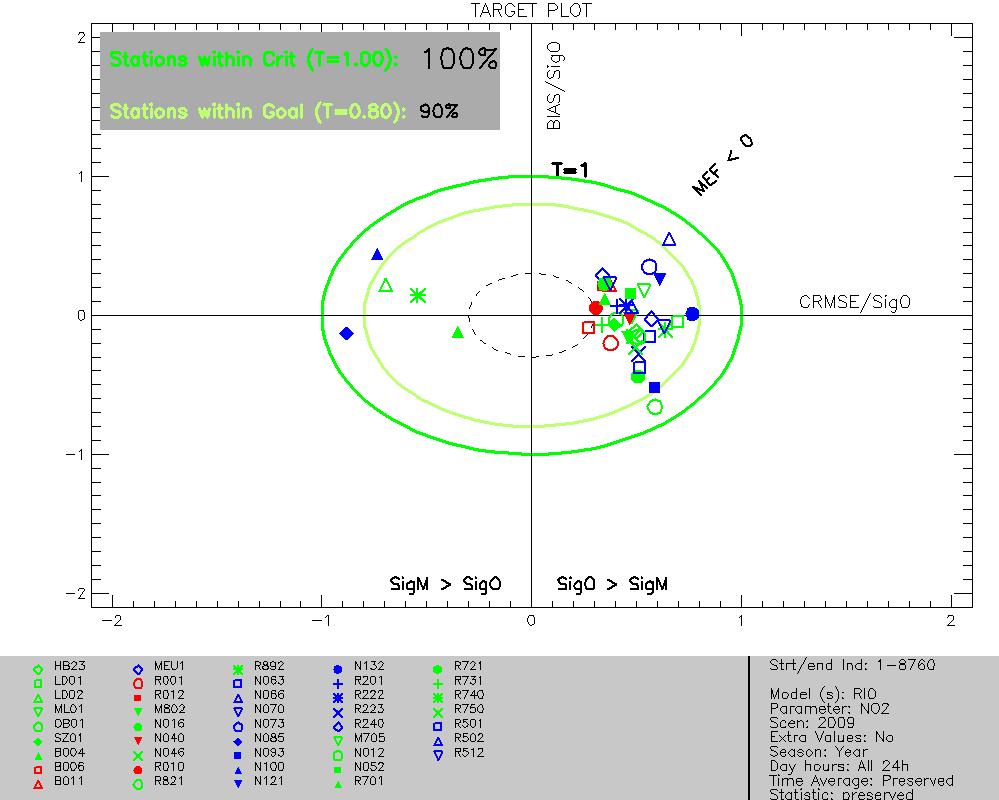 TARGET PLOT
Stations within Crit (T=1.00): 100%
Stations within Goal (T=0.80): 90%
BIAS/SigO
T=1
MEF < 0
CRMSE/SigO
SigM > SigO
SigO > SigM
2
1
0
-1
-2
-2 -1 0 1 2
HB23 MEU1 R892 N132 R721
LD01 R001 N063 R201 R731
LD02 R012 N066 R222 R740
ML01 M802 N070 R223 R750
OB01 N016 N073 R240 R501
SZ01 N040 N085 M705 R502
B004 N046 N093 N012 R512
B006 R010 N100 N052
B011 R821 N121 R701
Strt/end Ind: 1-8760
Model (s): RIO
Parameter: NO2
Scen: 2009
Extra Values: No
Season: Year
Day hours: All 24h
Time Average: Preserved
Statistic: preserved